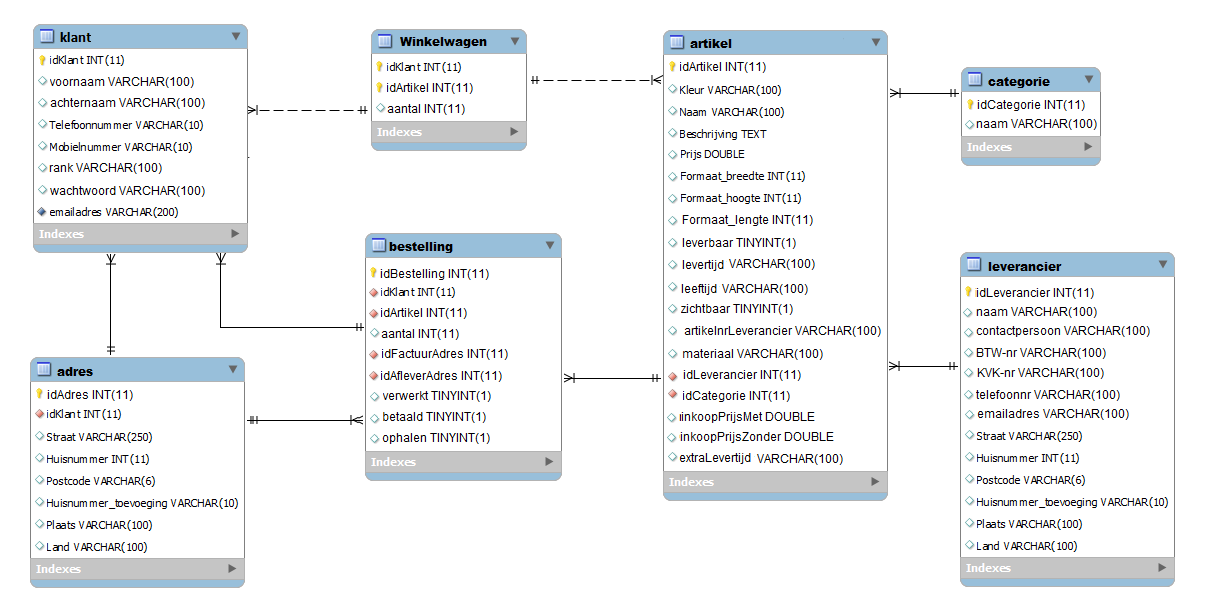 klant
idKlant INT(11)
voornaam VARCHAR(100)
achternaam VARCHAR(100)
Telefoonnummer VARCHAR(10)
Mobielnummer VARCHAR(10)
rank VARCHAR(100)
wachtwoord VARCHAR(100)
emailadres VARCHAR(200)
Indexes
Winkelwagen
idKlant INT(11)
idArtikel INT(11)
aantal INT(11)
Indexes
artikel
idArtikel INT(11)
Kleur VARCHAR(100)
Naam VARCHAR(100)
Beschrijving TEXT
Prijs DOUBLE
Formaat_breedte INT(11)
Formaat_hoogte INT(11)
Formaat_lengte INT(11)
leverbaar TINYINT(1)
levertijd VARCHAR(100)
leeftijd VARCHAR(100)
zichtbaar TINYINT(1)
artikelnrLeverancier VARCHAR(100)
materiaal VARCHAR(100)
idLeverancier INT(11)
idCategorie INT(11)
inkoopPrijsMet DOUBLE
inkoopPrijsZonder DOUBLE
extraLevertijd VARCHAR(100)
Indexes
categorie
idCategorie INT(11)
naam VARCHAR(100)
Indexes
bestelling
idBestelling INT(11)
idKlant INT(11)
idArtikel INT(11)
aantal INT(11)
idFactuurAdres INT(11)
idAfleverAdres INT(11)
verwerkt TINYINT(1)
betaald TINYINT(1)
ophalen TINYINT(1)
Indexes
leverancier
idLeverancier INT(11)
naam VARCHAR(100)
contactpersoon VARCHAR(100)
BTW-nr VARCHAR(100)
KVK-nr VARCHAR(100)
telefoonnr VARCHAR(100)
emailadres VARCHAR(100)
Straat VARCHAR(250)
Huisnummer INT(11)
Postcode VARCHAR(6)
Huisnummer_toevoeging VARCHAR(10)
Plaats VARCHAR(100)
Land VARCHAR(100)
Indexes
adres
idAdres INT(11)
idKlant INT(11)
Straat VARCHAR(250)
Huisnummer INT(11)
Postcode VARCHAR(6)
Huisnummer_toevoeging VARCHAR(10)
Plaats VARCHAR(100)
Land VARCHAR(100)
Indexes